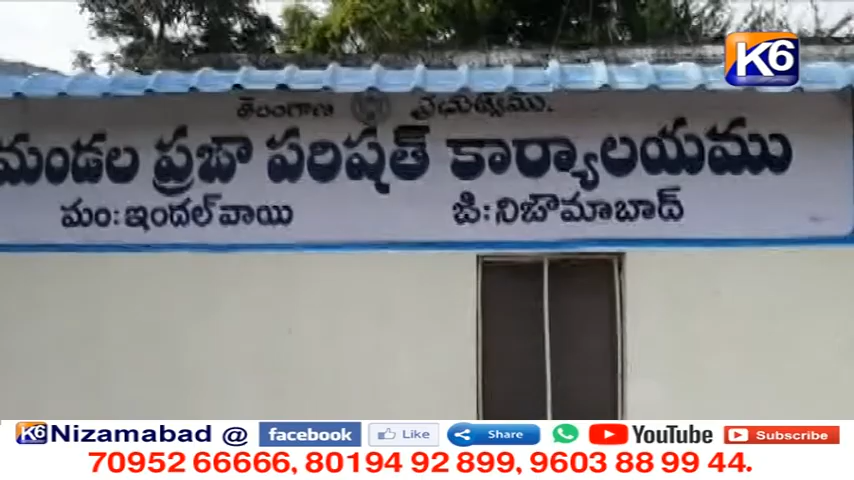 K6
తెలంగాణ ప్రభుత్వము.
మండల ప్రజా పరిషత్ కార్యాలయము
మం:ఇందల్‌వాయి జి:నిజామాబాద్
K6 Nizamabad @ facebook Like Share YouTube Subscribe
70952 66666, 80194 92 899, 9603 88 99 44.